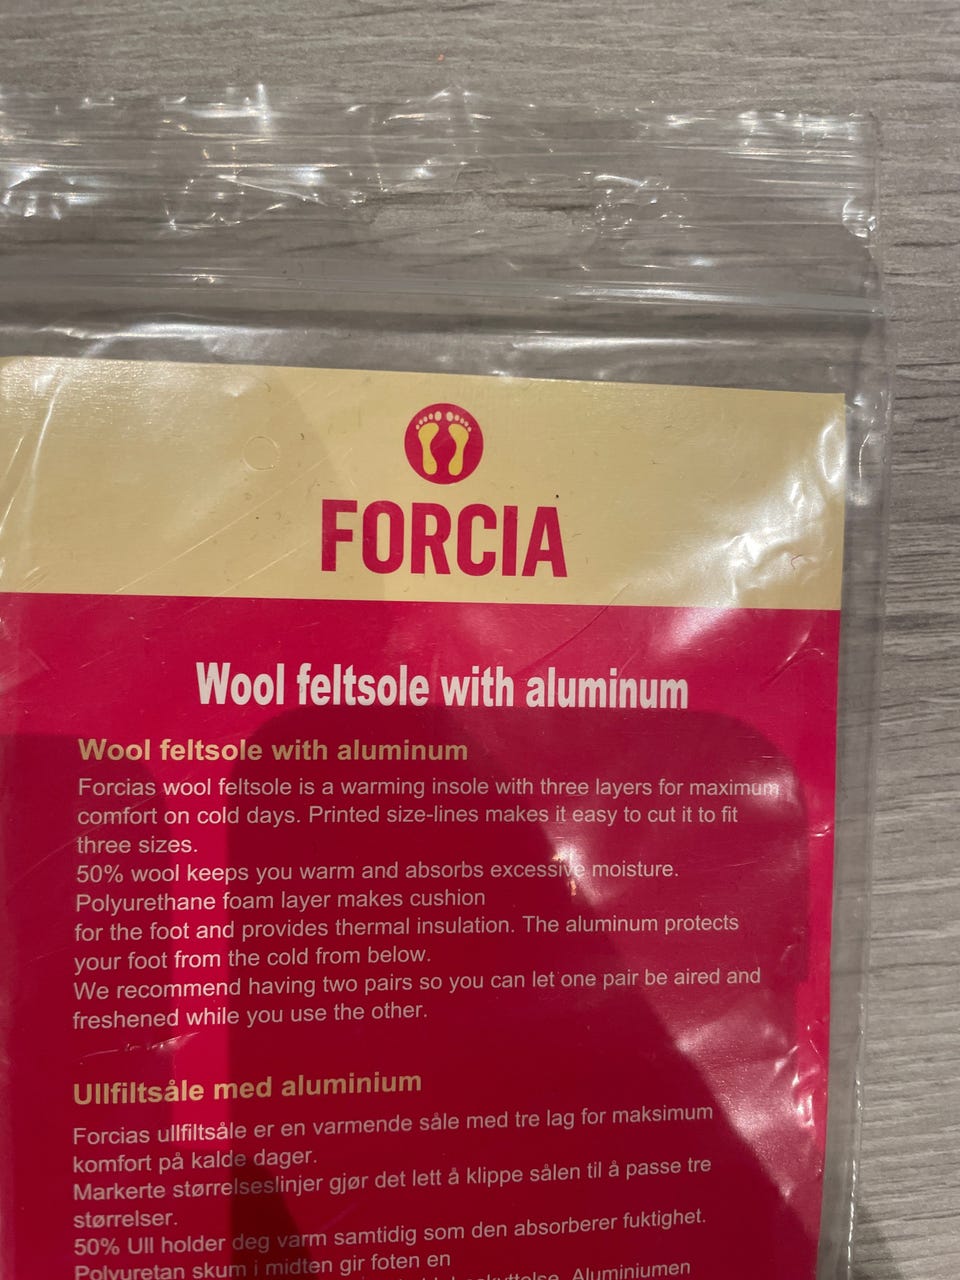 FORCIA
Wool feltsole with aluminum
Wool feltsole with aluminum
Forcias wool feltsole is a warming insole with three layers for maximum
comfort on cold days. Printed size-lines makes it easy to cut it to fit
three sizes.
50% wool keeps you warm and absorbs excessive moisture.
Polyurethane foam layer makes cushion
for the foot and provides thermal insulation. The aluminum protects
your foot from the cold from below.
We recommend having two pairs so you can let one pair be aired and
freshened while you use the other.
Ullfiltsåle med aluminium
Forcias ullfiltsåle er en varmende såle med tre lag for maksimum
komfort på kalde dager.
Markerte størrelseslinjer gjør det lett å klippe sålen til å passe tre
størrelser.
50% Ull holder deg varm samtidig som den absorberer fuktighet.
Polyuretan skum i midten gir foten en
Aluminiumen